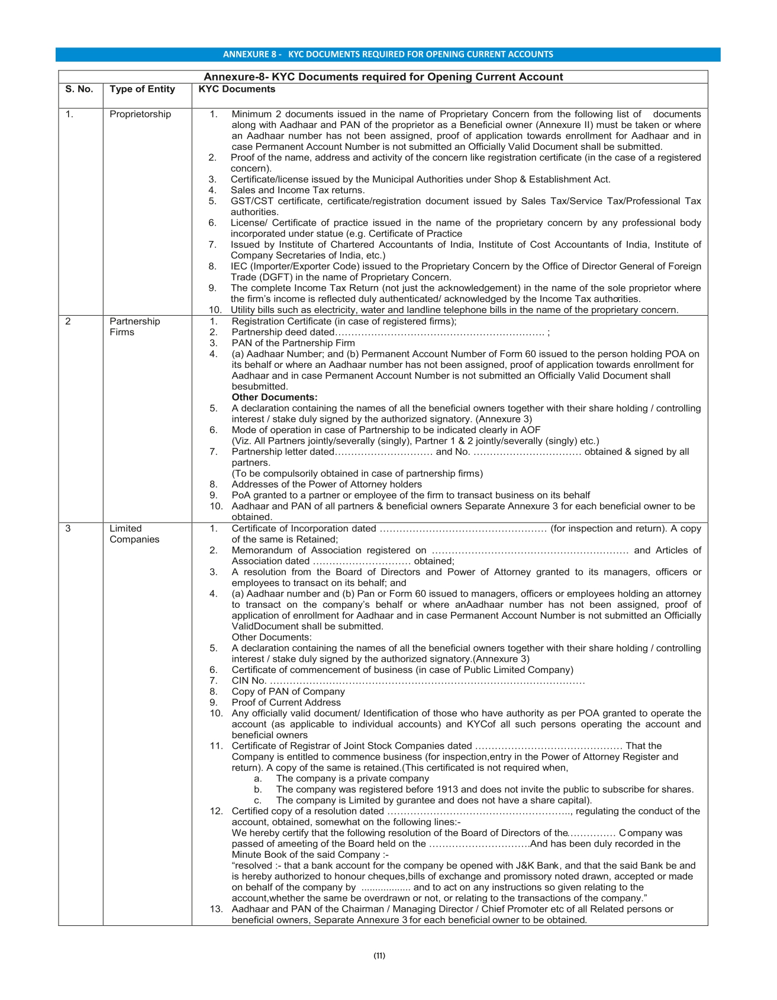 ANNEXURE 8 -   KYC DOCUMENTS REQUIRED FOR OPENING CURRENT ACCOUNTS
Annexure-8- KYC Documents required for Opening Current Account
S. No. Type of Entity KYC Documents
1. Proprietorship 1. Minimum 2 documents issued in the name of Proprietary Concern from the following list of documents
along with Aadhaar and PAN of the proprietor as a Beneficial owner (Annexure II) must be taken or where
an Aadhaar number has not been assigned, proof of application towards enrollment for Aadhaar and in
case Permanent Account Number is not submitted an Officially Valid Document shall be submitted.
2. Proof of the name, address and activity of the concern like registration certificate (in the case of a registered
concern).
3. Certificate/license issued by the Municipal Authorities under Shop & Establishment Act.
4. Sales and Income Tax returns.
5. GST/CST certificate, certificate/registration document issued by Sales Tax/Service Tax/Professional Tax
authorities.
6. License/ Certificate of practice issued in the name of the proprietary concern by any professional body
incorporated under statue (e.g. Certificate of Practice
7. Issued by Institute of Chartered Accountants of India, Institute of Cost Accountants of India, Institute of
Company Secretaries of India, etc.)
8. IEC (Importer/Exporter Code) issued to the Proprietary Concern by the Office of Director General of Foreign
Trade (DGFT) in the name of Proprietary Concern.
9. The complete Income Tax Return (not just the acknowledgement) in the name of the sole proprietor where
the firm's income is reflected duly authenticated/ acknowledged by the Income Tax authorities.
10. Utility bills such as electricity, water and landline telephone bills in the name of the proprietary concern.
2 Partnership Firms 1. Registration Certificate (in case of registered firms);
2. Partnership deed dated………………………………………………………. ;
3. PAN of the Partnership Firm
4. (a) Aadhaar Number; and (b) Permanent Account Number of Form 60 issued to the person holding POA on
its behalf or where an Aadhaar number has not been assigned, proof of application towards enrollment for
Aadhaar and in case Permanent Account Number is not submitted an Officially Valid Document shall
besubmitted.
Other Documents:
5. A declaration containing the names of all the beneficial owners together with their share holding / controlling
interest / stake duly signed by the authorized signatory. (Annexure 3)
6. Mode of operation in case of Partnership to be indicated clearly in AOF
(Viz. All Partners jointly/severally (singly), Partner 1 & 2 jointly/severally (singly) etc.)
7. Partnership letter dated………………………… and No. …………………………… obtained & signed by all
partners.
(To be compulsorily obtained in case of partnership firms)
8. Addresses of the Power of Attorney holders
9. PoA granted to a partner or employee of the firm to transact business on its behalf
10. Aadhaar and PAN of all partners & beneficial owners Separate Annexure 3 for each beneficial owner to be
obtained.
3 Limited Companies 1. Certificate of Incorporation dated …………………………………………… (for inspection and return). A copy
of the same is Retained;
2. Memorandum of Association registered on …………………………………………………… and Articles of
Association dated ………………………… obtained;
3. A resolution from the Board of Directors and Power of Attorney granted to its managers, officers or
employees to transact on its behalf; and
4. (a) Aadhaar number and (b) Pan or Form 60 issued to managers, officers or employees holding an attorney
to transact on the company's behalf or where anAadhaar number has not been assigned, proof of
application of enrollment for Aadhaar and in case Permanent Account Number is not submitted an Officially
ValidDocument shall be submitted.
Other Documents:
5. A declaration containing the names of all the beneficial owners together with their share holding / controlling
interest / stake duly signed by the authorized signatory.(Annexure 3)
6. Certificate of commencement of business (in case of Public Limited Company)
7. CIN No. ……………………………………………………………………………………
8. Copy of PAN of Company
9. Proof of Current Address
10. Any officially valid document/ Identification of those who have authority as per POA granted to operate the
account (as applicable to individual accounts) and KYCof all such persons operating the account and
beneficial owners
11. Certificate of Registrar of Joint Stock Companies dated ……………………………………… That the
Company is entitled to commence business (for inspection,entry in the Power of Attorney Register and
return). A copy of the same is retained.(This certificated is not required when,
a. The company is a private company
b. The company was registered before 1913 and does not invite the public to subscribe for shares.
c. The company is Limited by gurantee and does not have a share capital).
12. Certified copy of a resolution dated ……………………………………………….., regulating the conduct of the
account, obtained, somewhat on the following lines:-
We hereby certify that the following resolution of the Board of Directors of the…………… Company was
passed of ameeting of the Board held on the ………………………….And has been duly recorded in the
Minute Book of the said Company :-
“resolved :- that a bank account for the company be opened with J&K Bank, and that the said Bank be and
is hereby authorized to honour cheques,bills of exchange and promissory noted drawn, accepted or made
on behalf of the company by .................. and to act on any instructions so given relating to the
account,whether the same be overdrawn or not, or relating to the transactions of the company.”
13. Aadhaar and PAN of the Chairman / Managing Director / Chief Promoter etc of all Related persons or
beneficial owners, Separate Annexure 3 for each beneficial owner to be obtained.
(11)